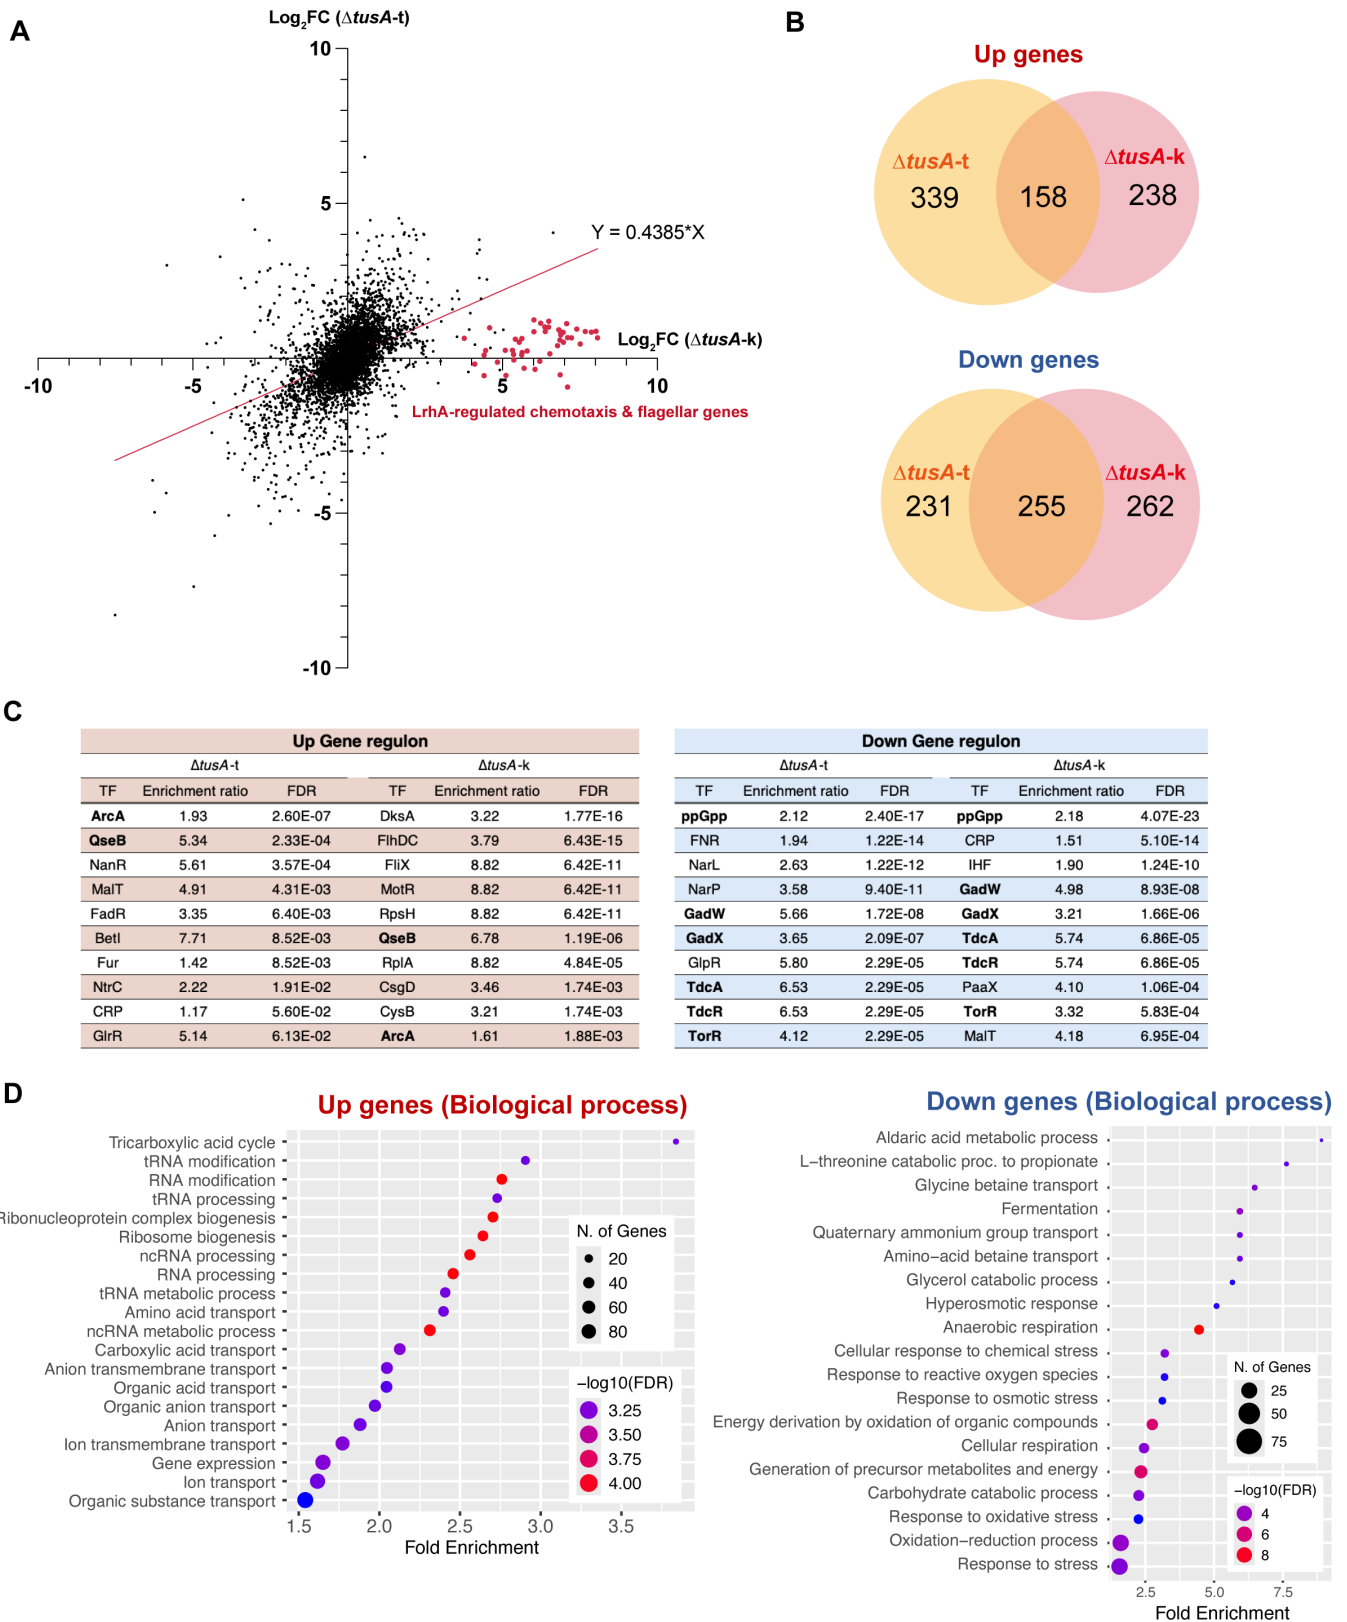 A
Log2FC (ΔtusA-t)
10
5
Y = 0.4385*X
Log2FC (ΔtusA-k)
-10
-5
5
10
LrhA-regulated chemotaxis & flagellar genes
-5
-10
B
Up genes
ΔtusA-t
ΔtusA-k
339
158
238
Down genes
ΔtusA-t
ΔtusA-k
231
255
262
C
Up Gene regulon
ΔtusA-t ΔtusA-k
TF Enrichment ratio FDR TF Enrichment ratio FDR
ArcA 1.93 2.60E-07 DksA 3.22 1.77E-16
QseB 5.34 2.33E-04 FlhDC 3.79 6.43E-15
NanR 5.61 3.57E-04 FliX 8.82 6.42E-11
MalT 4.91 4.31E-03 MotR 8.82 6.42E-11
FadR 3.35 6.40E-03 RpsH 8.82 6.42E-11
BetI 7.71 8.52E-03 QseB 6.78 1.19E-06
Fur 1.42 8.52E-03 RplA 8.82 4.84E-05
NtrC 2.22 1.91E-02 CsgD 3.46 1.74E-03
CRP 1.17 5.60E-02 CysB 3.21 1.74E-03
GlrR 5.14 6.13E-02 ArcA 1.61 1.88E-03
Down Gene regulon
ΔtusA-t ΔtusA-k
TF Enrichment ratio FDR TF Enrichment ratio FDR
ppGpp 2.12 2.40E-17 ppGpp 2.18 4.07E-23
FNR 1.94 1.22E-14 CRP 1.51 5.10E-14
NarL 2.63 1.22E-12 IHF 1.90 1.24E-10
NarP 3.58 9.40E-11 GadW 4.98 8.93E-08
GadW 5.66 1.72E-08 GadX 3.21 1.66E-06
GadX 3.65 2.09E-07 TdcA 5.74 6.86E-05
GlpR 5.80 2.29E-05 TdcR 5.74 6.86E-05
TdcA 6.53 2.29E-05 PaaX 4.10 1.06E-04
TdcR 6.53 2.29E-05 TorR 3.32 5.83E-04
TorR 4.12 2.29E-05 MalT 4.18 6.95E-04
D
Up genes (Biological process)
Tricarboxylic acid cycle
tRNA modification
RNA modification
tRNA processing
Ribonucleoprotein complex biogenesis
Ribosome biogenesis
ncRNA processing
RNA processing
tRNA metabolic process
Amino acid transport
ncRNA metabolic process
Carboxylic acid transport
Anion transmembrane transport
Organic acid transport
Organic anion transport
Anion transport
Ion transmembrane transport
Gene expression
Ion transport
Organic substance transport
N. of Genes
20
40
60
80
−log10(FDR)
3.25
3.50
3.75
4.00
1.5 2.0 2.5 3.0 3.5
Fold Enrichment
Down genes (Biological process)
Aldaric acid metabolic process
L−threonine catabolic proc. to propionate
Glycine betaine transport
Fermentation
Quaternary ammonium group transport
Amino−acid betaine transport
Glycerol catabolic process
Hyperosmotic response
Anaerobic respiration
Cellular response to chemical stress
Response to reactive oxygen species
Response to osmotic stress
Energy derivation by oxidation of organic compounds
Cellular respiration
Generation of precursor metabolites and energy
Carbohydrate catabolic process
Response to oxidative stress
Oxidation−reduction process
Response to stress
N. of Genes
25
50
75
−log10(FDR)
4
6
8
2.5 5.0 7.5
Fold Enrichment